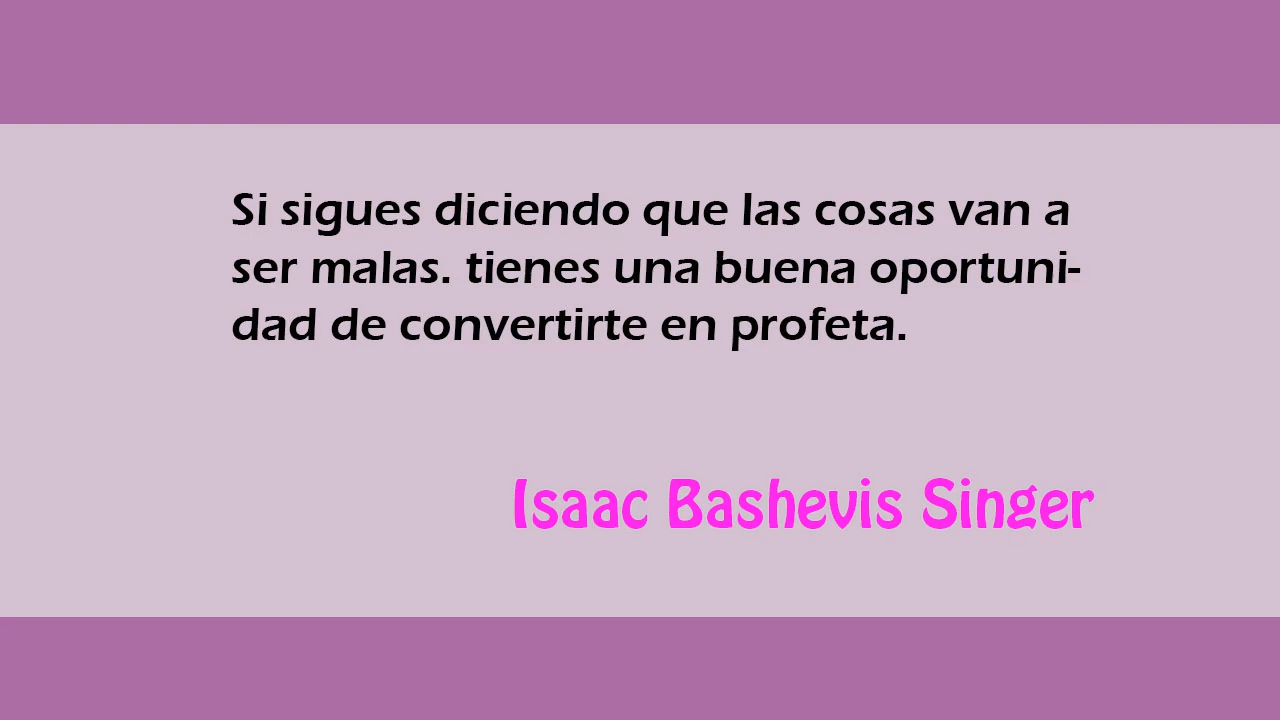 Si sigues diciendo que las cosas van a
ser malas. tienes una buena oportuni-
dad de convertirte en profeta.
Isaac Bashevis Singer